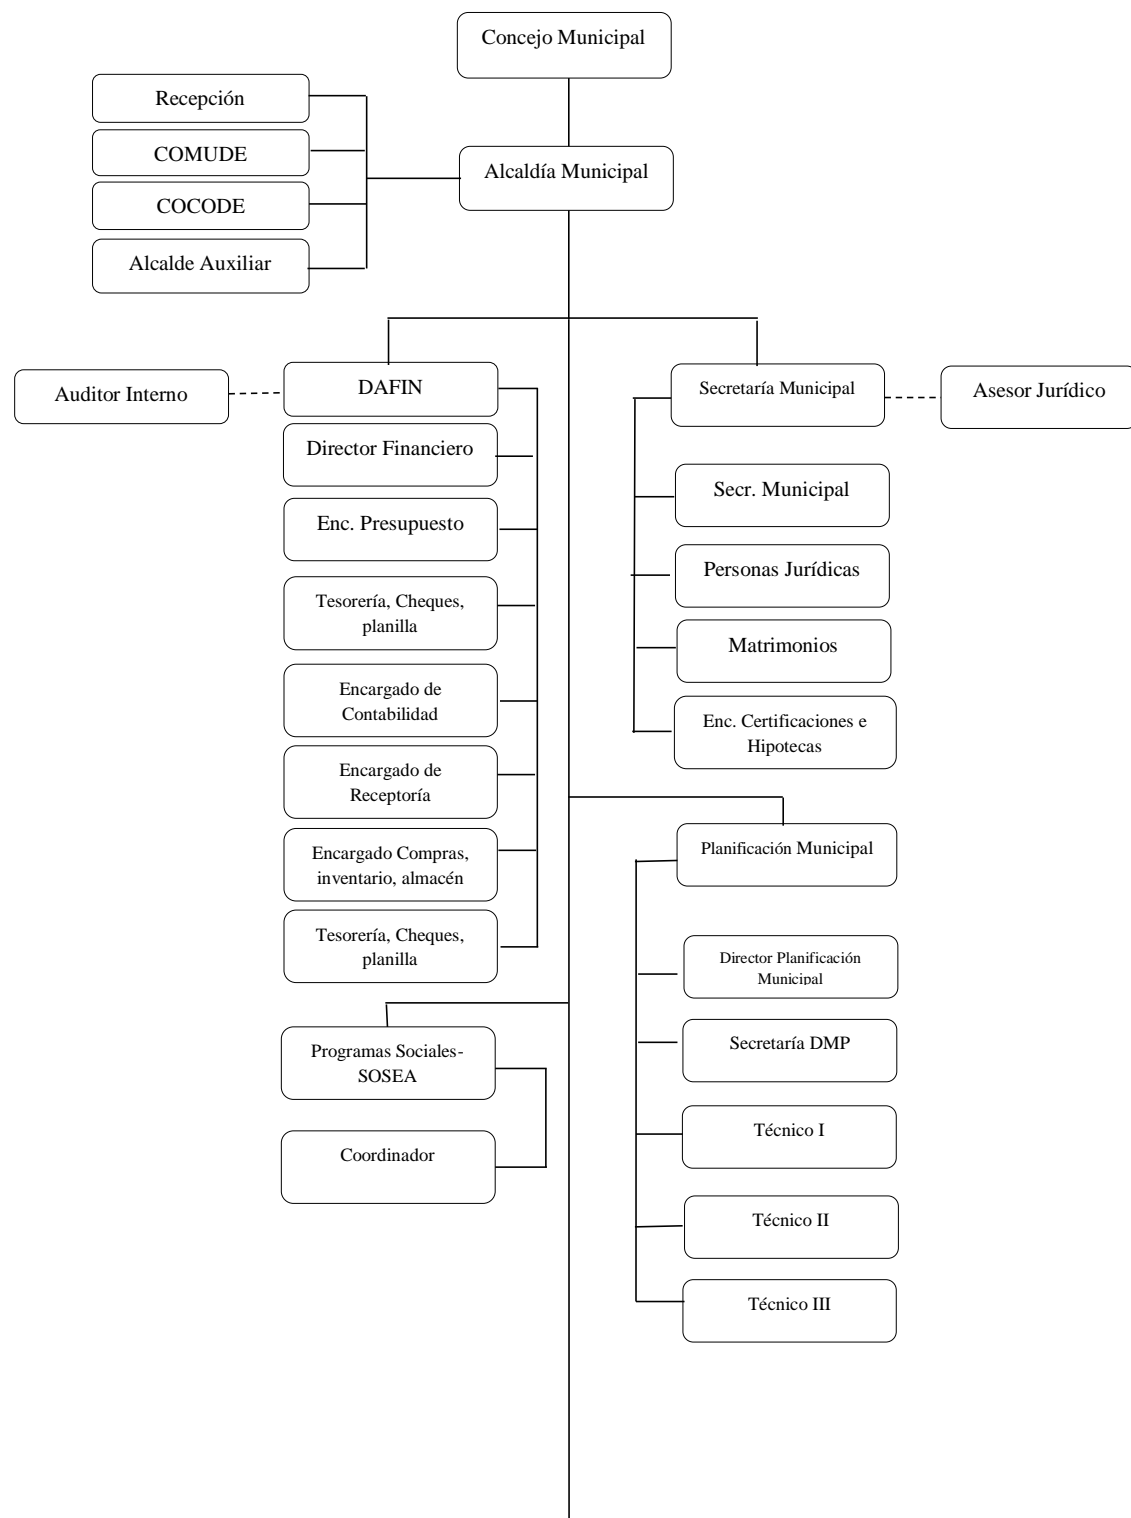 Concejo Municipal
Recepción
COMUDE
COCODE
Alcalde Auxiliar
Alcaldía Municipal
Auditor Interno
DAFIN
Director Financiero
Enc. Presupuesto
Tesorería, Cheques,
planilla
Encargado de
Contabilidad
Encargado de
Receptoría
Encargado Compras,
inventario, almacén
Tesorería, Cheques,
planilla
Secretaría Municipal
Asesor Jurídico
Secr. Municipal
Personas Jurídicas
Matrimonios
Enc. Certificaciones e
Hipotecas
Planificación Municipal
Director Planificación
Municipal
Secretaría DMP
Técnico I
Técnico II
Técnico III
Programas Sociales-
SOSEA
Coordinador